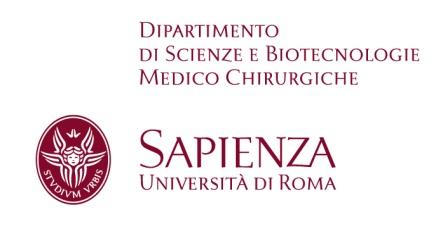 DIPARTIMENTO
DI SCIENZE E BIOTECNOLOGIE
MEDICO CHIRURGICHE
SAPIENZA
UNIVERSITÀ DI ROMA
STVDIVM VRBIS